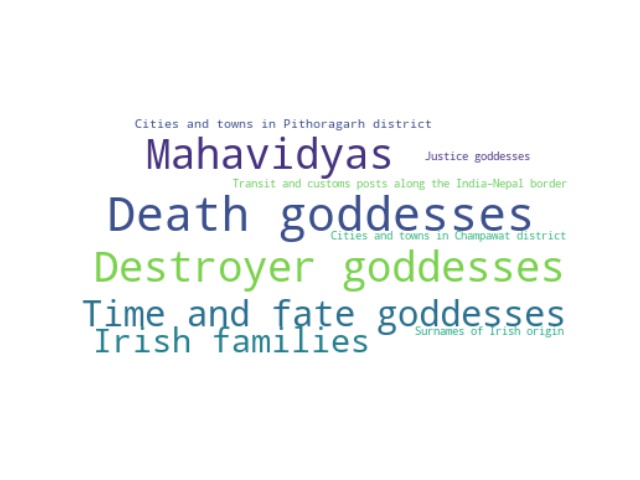 Cities and towns in Pithoragarh district
Mahavidyas
Justice goddesses
Transit and customs posts along the India–Nepal border
Death goddesses
Cities and towns in Champawat district
Destroyer goddesses
Time and fate goddesses
Surnames of Irish origin
Irish families